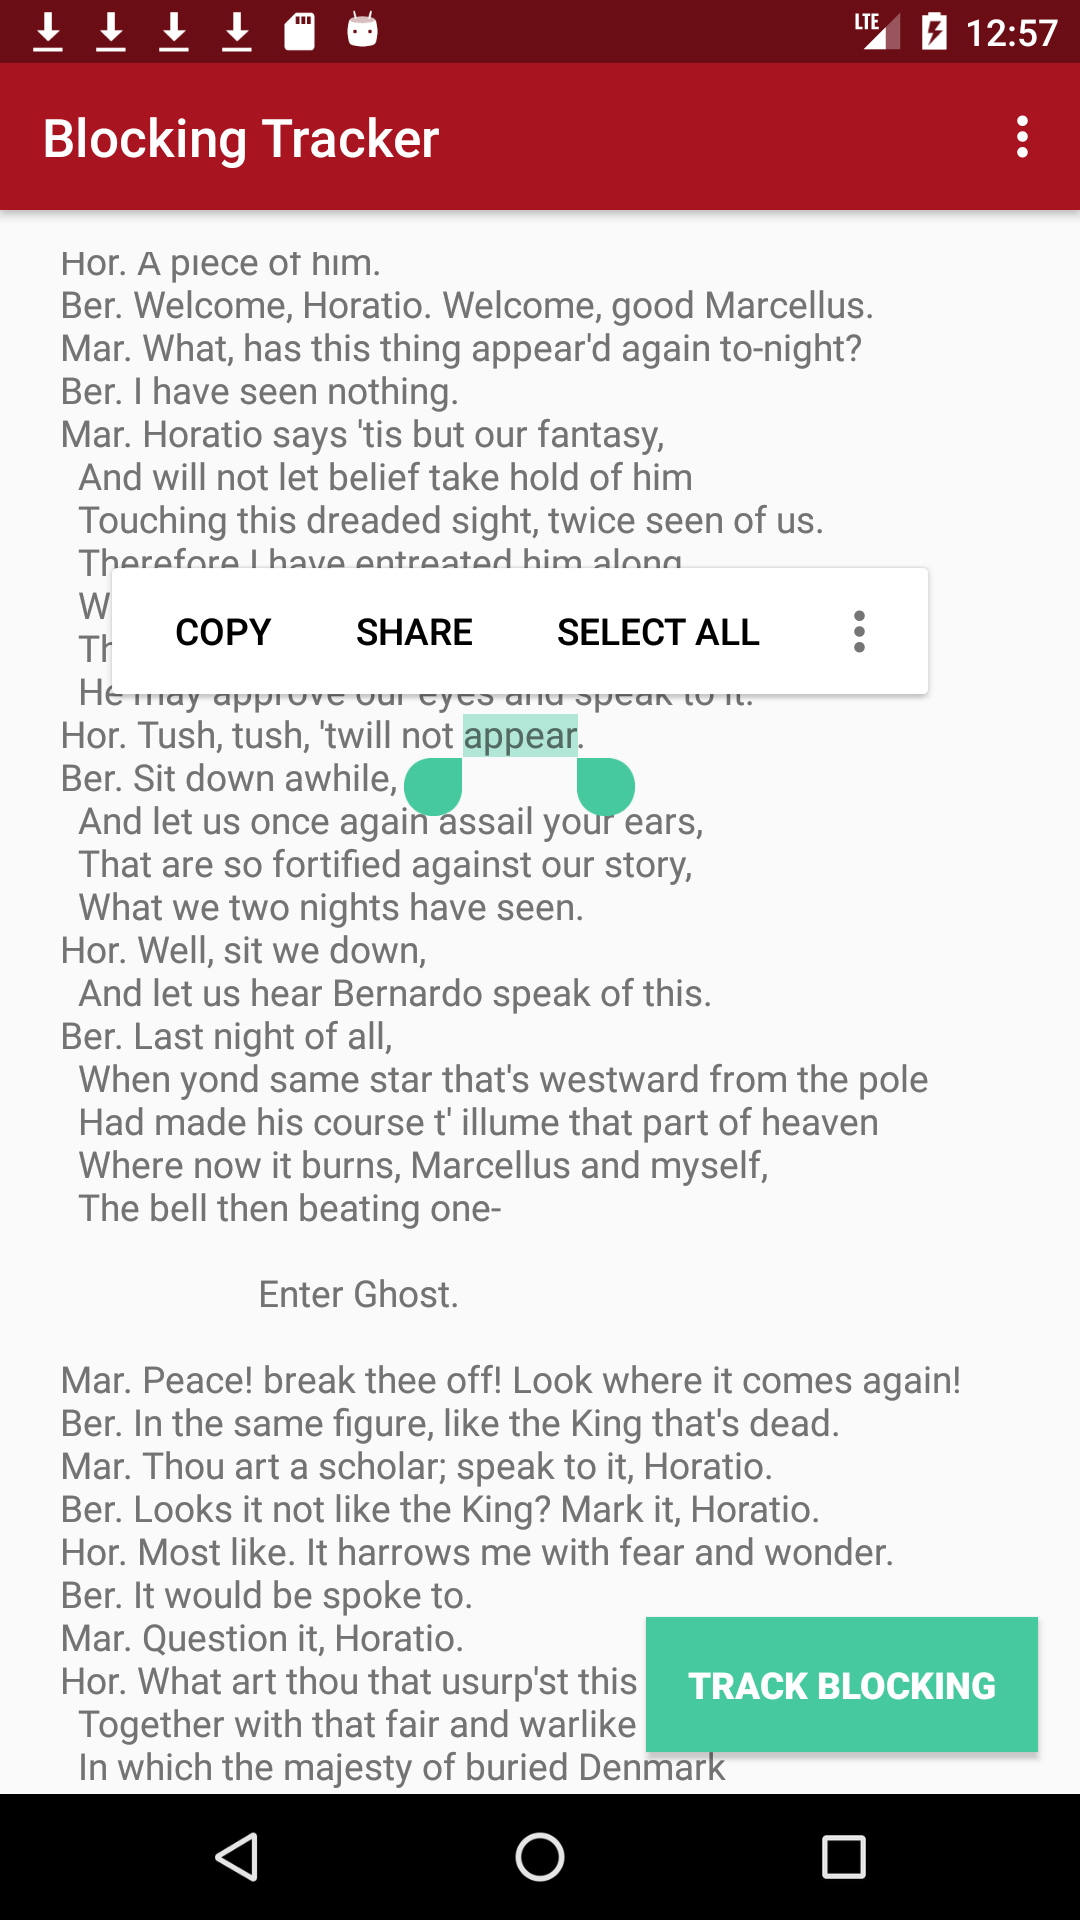 LTE 12:57
Blocking Tracker
Hor. A piece of him.
Ber. Welcome, Horatio. Welcome, good Marcellus.
Mar. What, has this thing appear'd again to-night?
Ber. I have seen nothing.
Mar. Horatio says 'tis but our fantasy,
And will not let belief take hold of him
Touching this dreaded sight, twice seen of us.
Therefore I have entreated him along,
COPY SHARE SELECT ALL
He may approve our eyes and speak to it.
Hor. Tush, tush, 'twill not appear.
Ber. Sit down awhile,
And let us once again assail your ears,
That are so fortified against our story,
What we two nights have seen.
Hor. Well, sit we down,
And let us hear Bernardo speak of this.
Ber. Last night of all,
When yond same star that's westward from the pole
Had made his course t' illume that part of heaven
Where now it burns, Marcellus and myself,
The bell then beating one-
Enter Ghost.
Mar. Peace! break thee off! Look where it comes again!
Ber. In the same figure, like the King that's dead.
Mar. Thou art a scholar; speak to it, Horatio.
Ber. Looks it not like the King? Mark it, Horatio.
Hor. Most like. It harrows me with fear and wonder.
Ber. It would be spoke to.
Mar. Question it, Horatio.
Hor. What art thou that usurp'st this
Together with that fair and warlike
In which the majesty of buried Denmark
TRACK BLOCKING